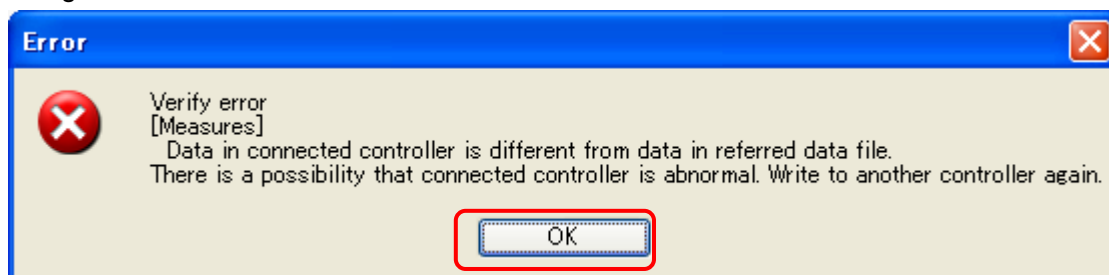 Error
Verify error
[Measures]
Data in connected controller is different from data in referred data file.
There is a possibility that connected controller is abnormal. Write to another controller again.
OK